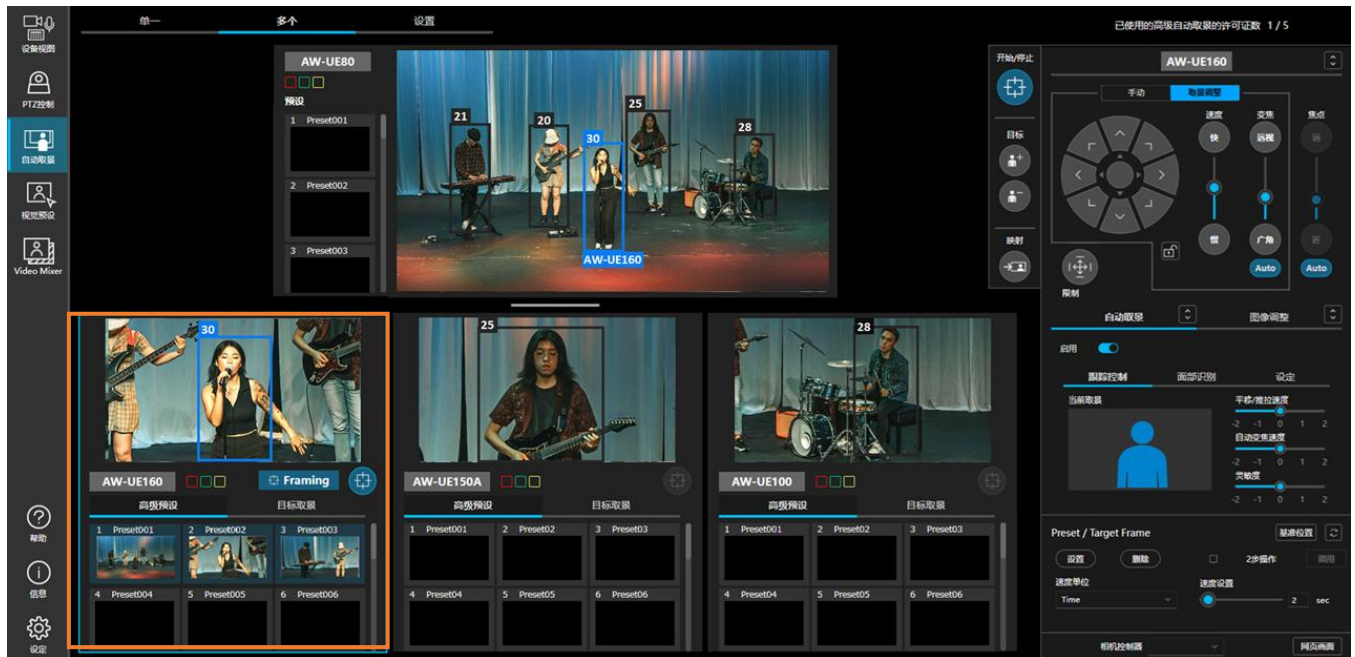 单一
多个
设置
已使用的高级自动取景的许可证数 1 / 5
设备视图
PTZ控制
自动取景
视觉预设
Video Mixer
帮助
信息
设定
AW-UE80
预设
1 Preset001
2 Preset002
3 Preset003
21
20
30
25
28
AW-UE160
开始/停止
目标
映射
AW-UE160
手动
取景调整
速度
变焦
焦点
快
远视
远
慢
广角
近
Auto
Auto
限制
自动取景
图像调整
启用
跟踪控制
面部识别
设定
当前取景
平移/推拉速度
-2 -1 0 1 2
自动变焦速度
-2 -1 0 1 2
灵敏度
-2 -1 0 1 2
Preset / Target Frame
基准位置
设置
删除
2步操作
调用
速度单位
速度设置
Time
2 sec
相机控制器
网页画面
30
AW-UE160
Framing
高级预设
目标取景
1 Preset001
2 Preset002
3 Preset003
4 Preset004
5 Preset005
6 Preset006
25
AW-UE150A
高级预设
目标取景
1 Preset001
2 Preset02
3 Preset03
4 Preset04
5 Preset05
6 Preset06
28
AW-UE100
高级预设
目标取景
1 Preset001
2 Preset02
3 Preset03
4 Preset04
5 Preset05
6 Preset06